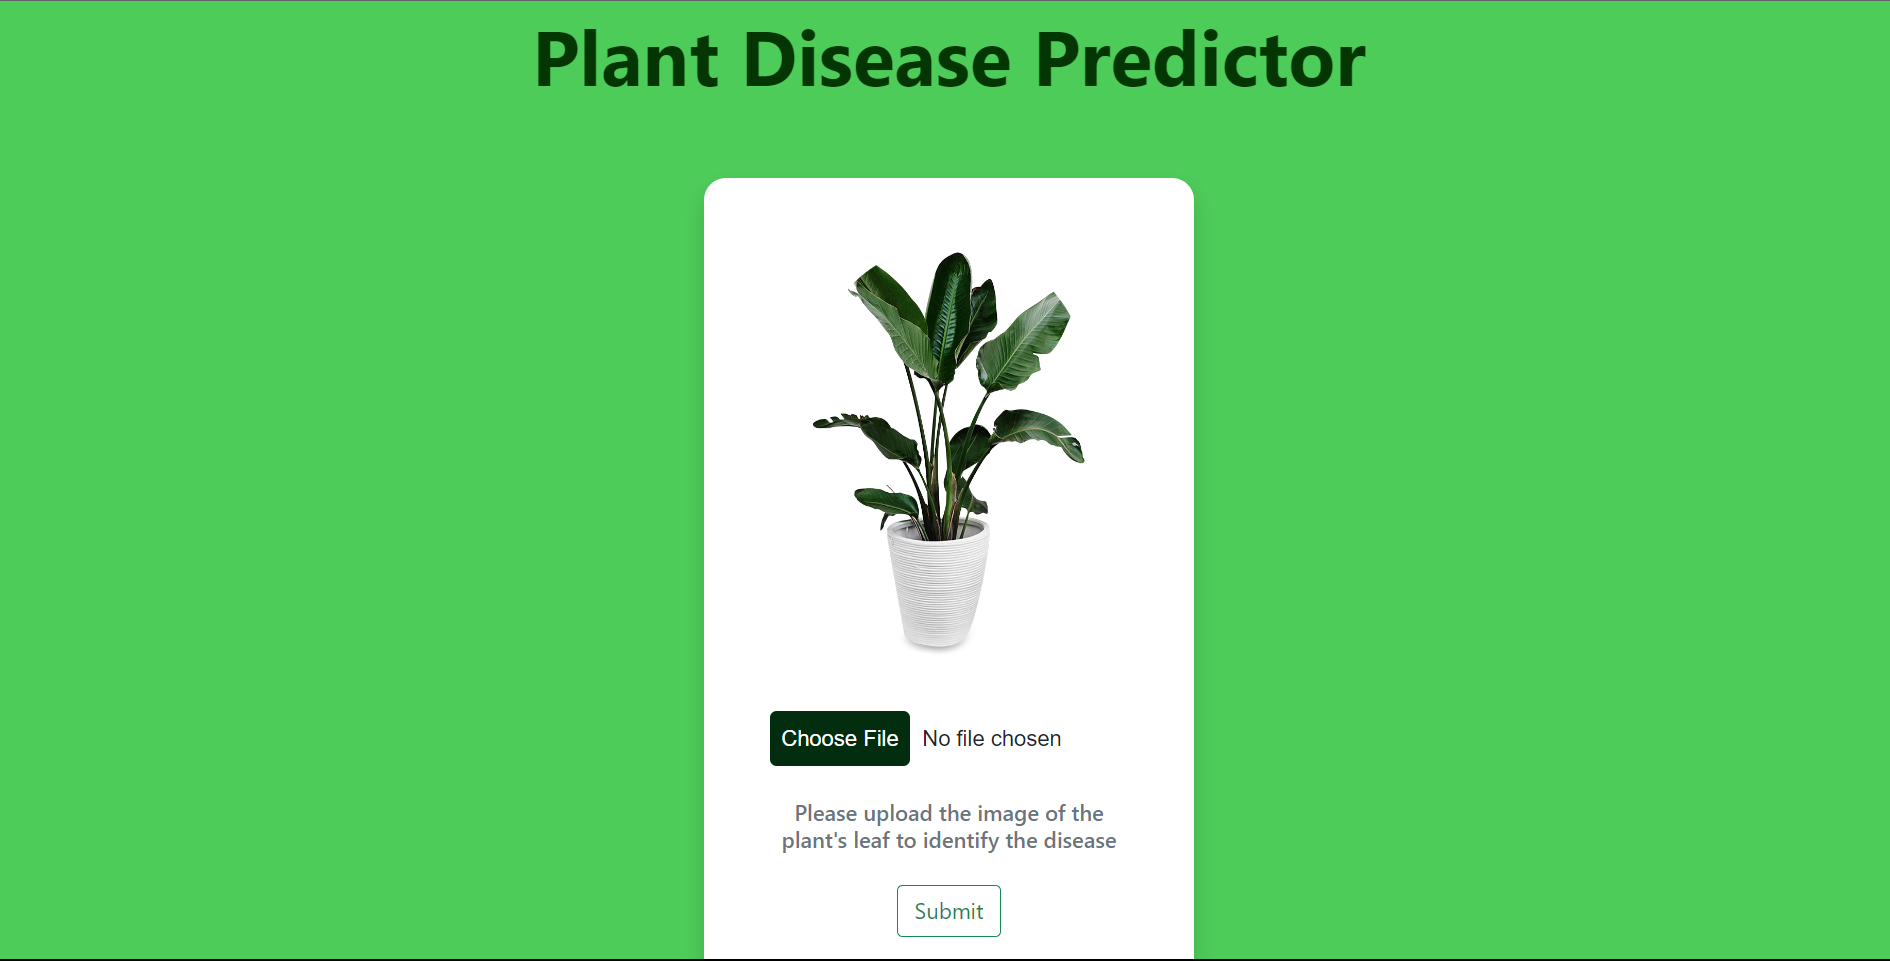 Plant Disease Predictor
Choose File No file chosen
Please upload the image of the
plant's leaf to identify the disease
Submit